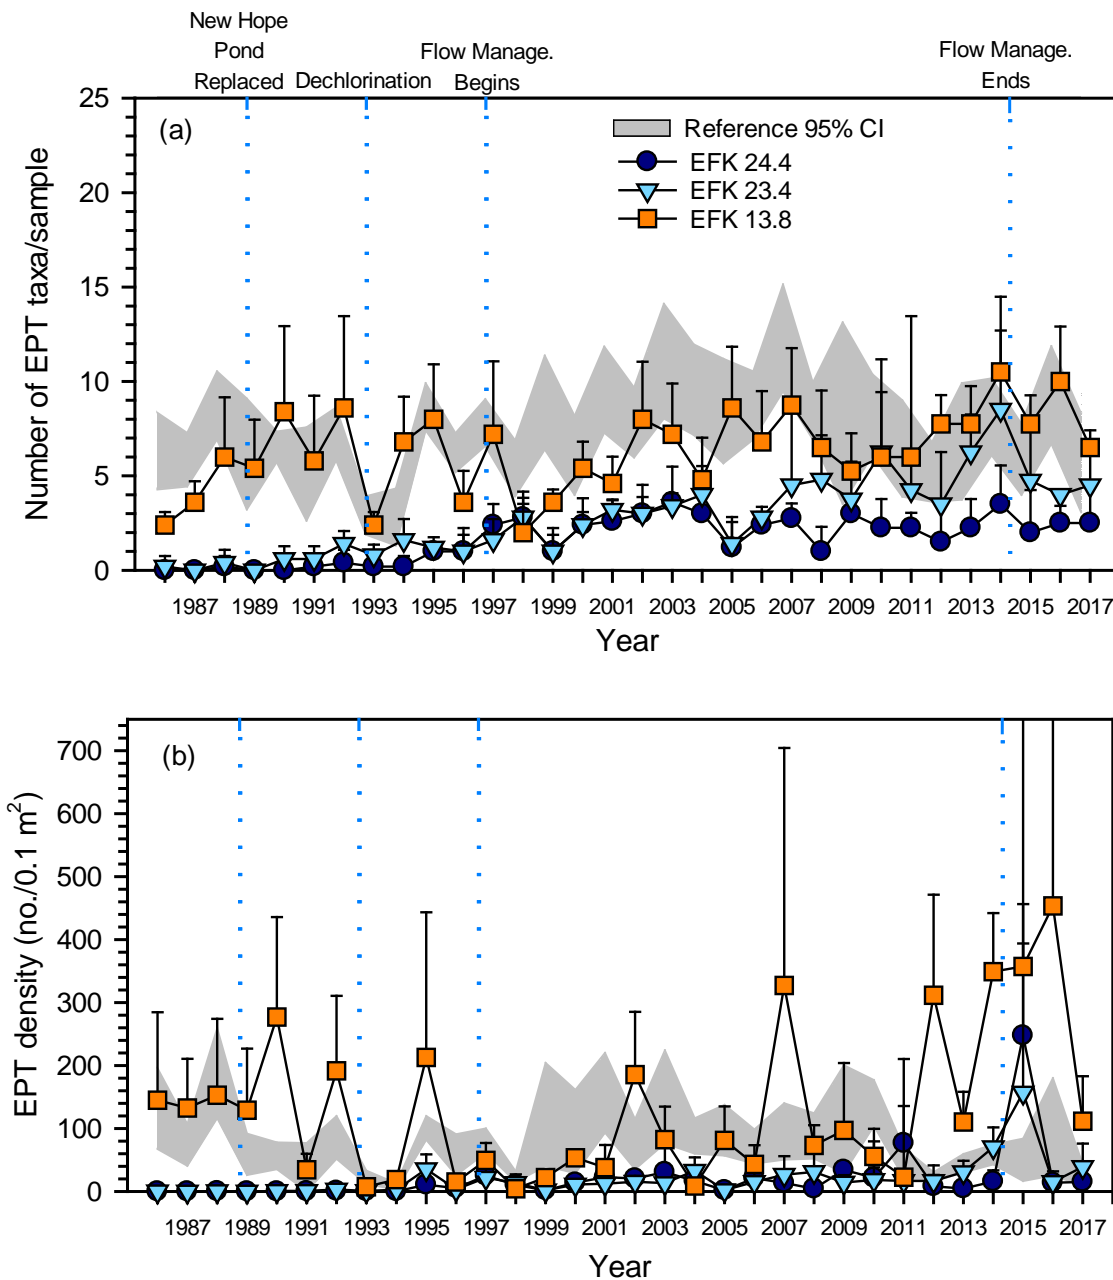 New Hope
Pond
Replaced
Dechlorination
Flow Manage.
Begins
Flow Manage.
Ends
(a)
Reference 95% CI
EFK 24.4
EFK 23.4
EFK 13.8
Number of EPT taxa/sample
25
20
15
10
5
0
1987 1989 1991 1993 1995 1997 1999 2001 2003 2005 2007 2009 2011 2013 2015 2017
Year
(b)
EPT density (no./0.1 m²)
700
600
500
400
300
200
100
0
1987 1989 1991 1993 1995 1997 1999 2001 2003 2005 2007 2009 2011 2013 2015 2017
Year